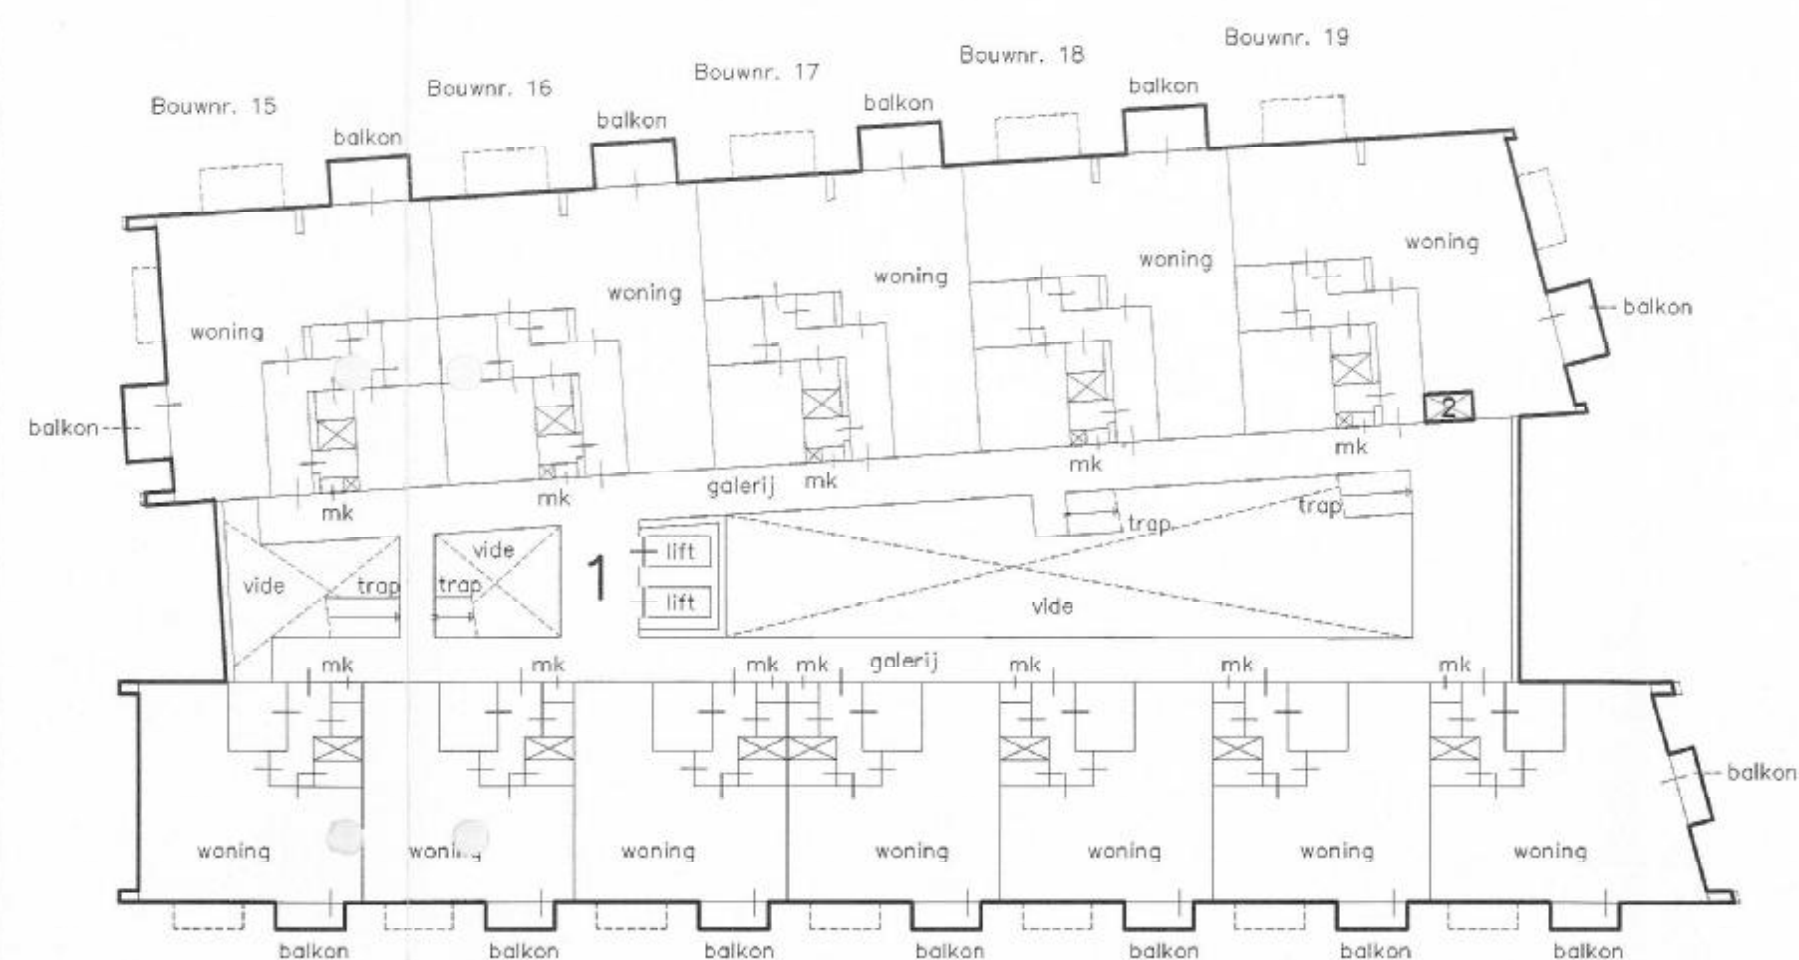 Bouwnr. 19
Bouwnr. 18
Bouwnr. 17
Bouwnr. 16
Bouwnr. 15
balkon
balkon
balkon
balkon
woning
woning
woning
woning
woning
balkon
balkon
2
mk
mk
mk
mk
mk
galerij
trap
trap
vide
lift
1
vide
trap
trap
lift
vide
mk
mk
mk
mk
galerij
mk
mk
mk
woning
woning
woning
woning
woning
woning
woning
balkon
balkon
balkon
balkon
balkon
balkon
balkon
balkon